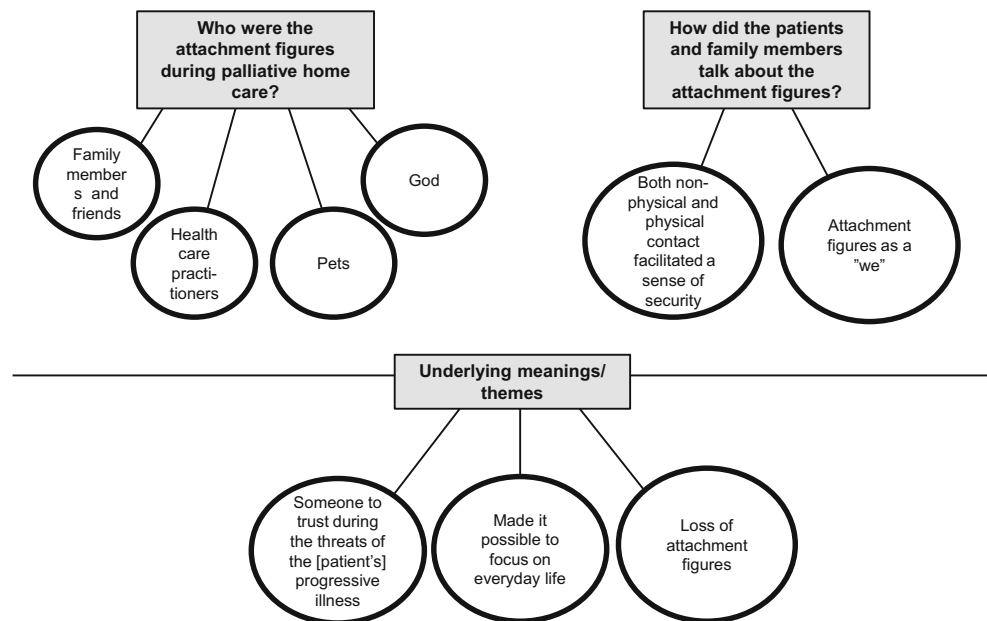 Who were the
attachment figures
during palliative home
care?
Family
member
s and
friends
Health
care
practi-
tioners
Pets
God
How did the patients
and family members
talk about the
attachment figures?
Both non-
physical and
physical
contact
facilitated a
sense of
security
Attachment
figures as a
”we”
Underlying meanings/
themes
Someone to
trust during
the threats of
the [patient's]
progressive
illness
Made it
possible to
focus on
everyday life
Loss of
attachment
figures